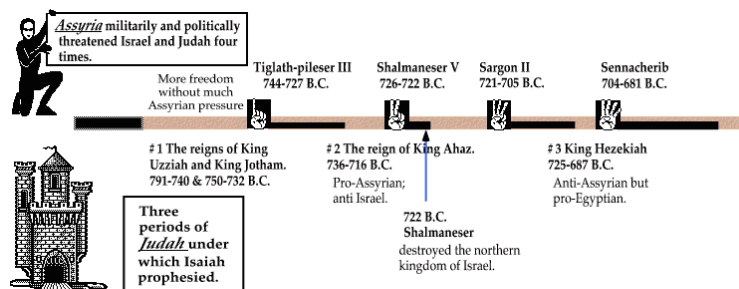 Assyria militarily and politically
threatened Israel and Judah four
times.
More freedom
without much
Assyrian pressure
Tiglath-pileser III
744-727 B.C.
Shalmaneser V
726-722 B.C.
Sargon II
721-705 B.C.
Sennacherib
704-681 B.C.
# 1 The reigns of King
Uzziah and King Jotham.
791-740 & 750-732 B.C.
# 2 The reign of King Ahaz.
736-716 B.C.
Pro-Assyrian;
anti Israel.
# 3 King Hezekiah
725-687 B.C.
Anti-Assyrian but
pro-Egyptian.
722 B.C.
Shalmaneser
destroyed the northern
kingdom of Israel.
Three
periods of
Judah under
which Isaiah
prophesied.